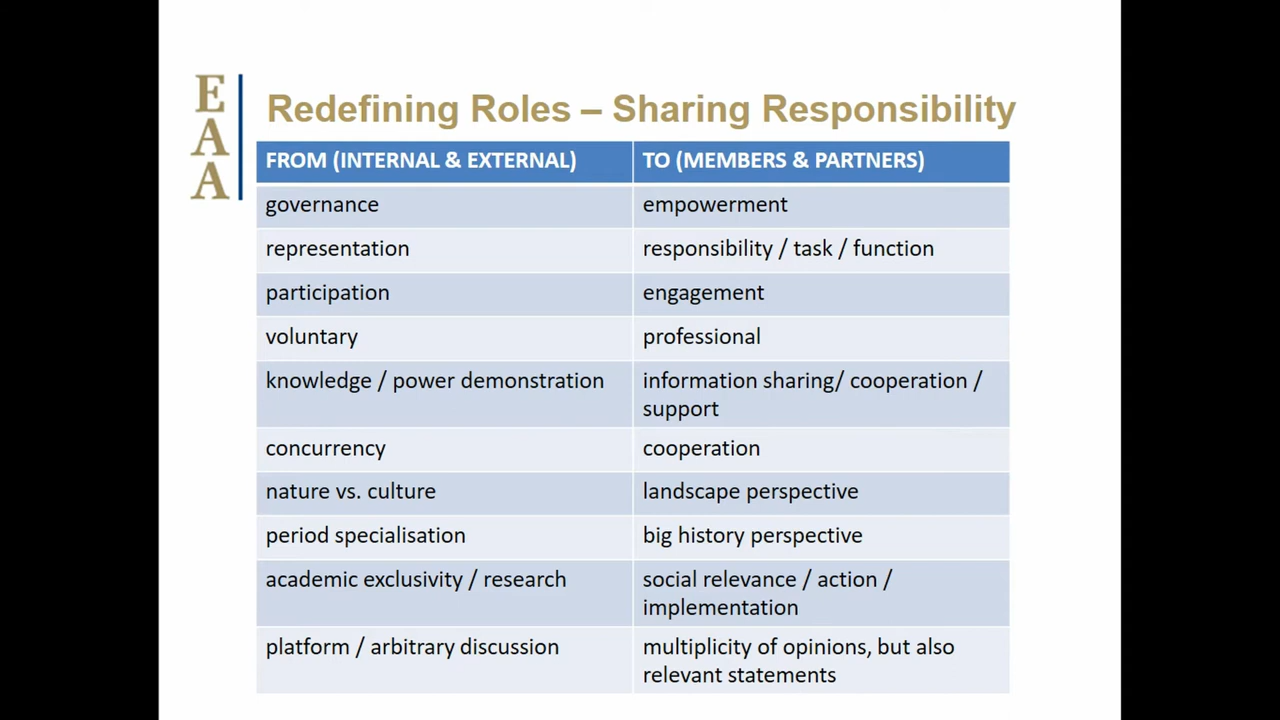 EAA
Redefining Roles – Sharing Responsibility
FROM (INTERNAL & EXTERNAL) TO (MEMBERS & PARTNERS)
governance empowerment
representation responsibility / task / function
participation engagement
voluntary professional
knowledge / power demonstration information sharing/ cooperation /
support
concurrency cooperation
nature vs. culture landscape perspective
period specialisation big history perspective
academic exclusivity / research social relevance / action /
implementation
platform / arbitrary discussion multiplicity of opinions, but also
relevant statements